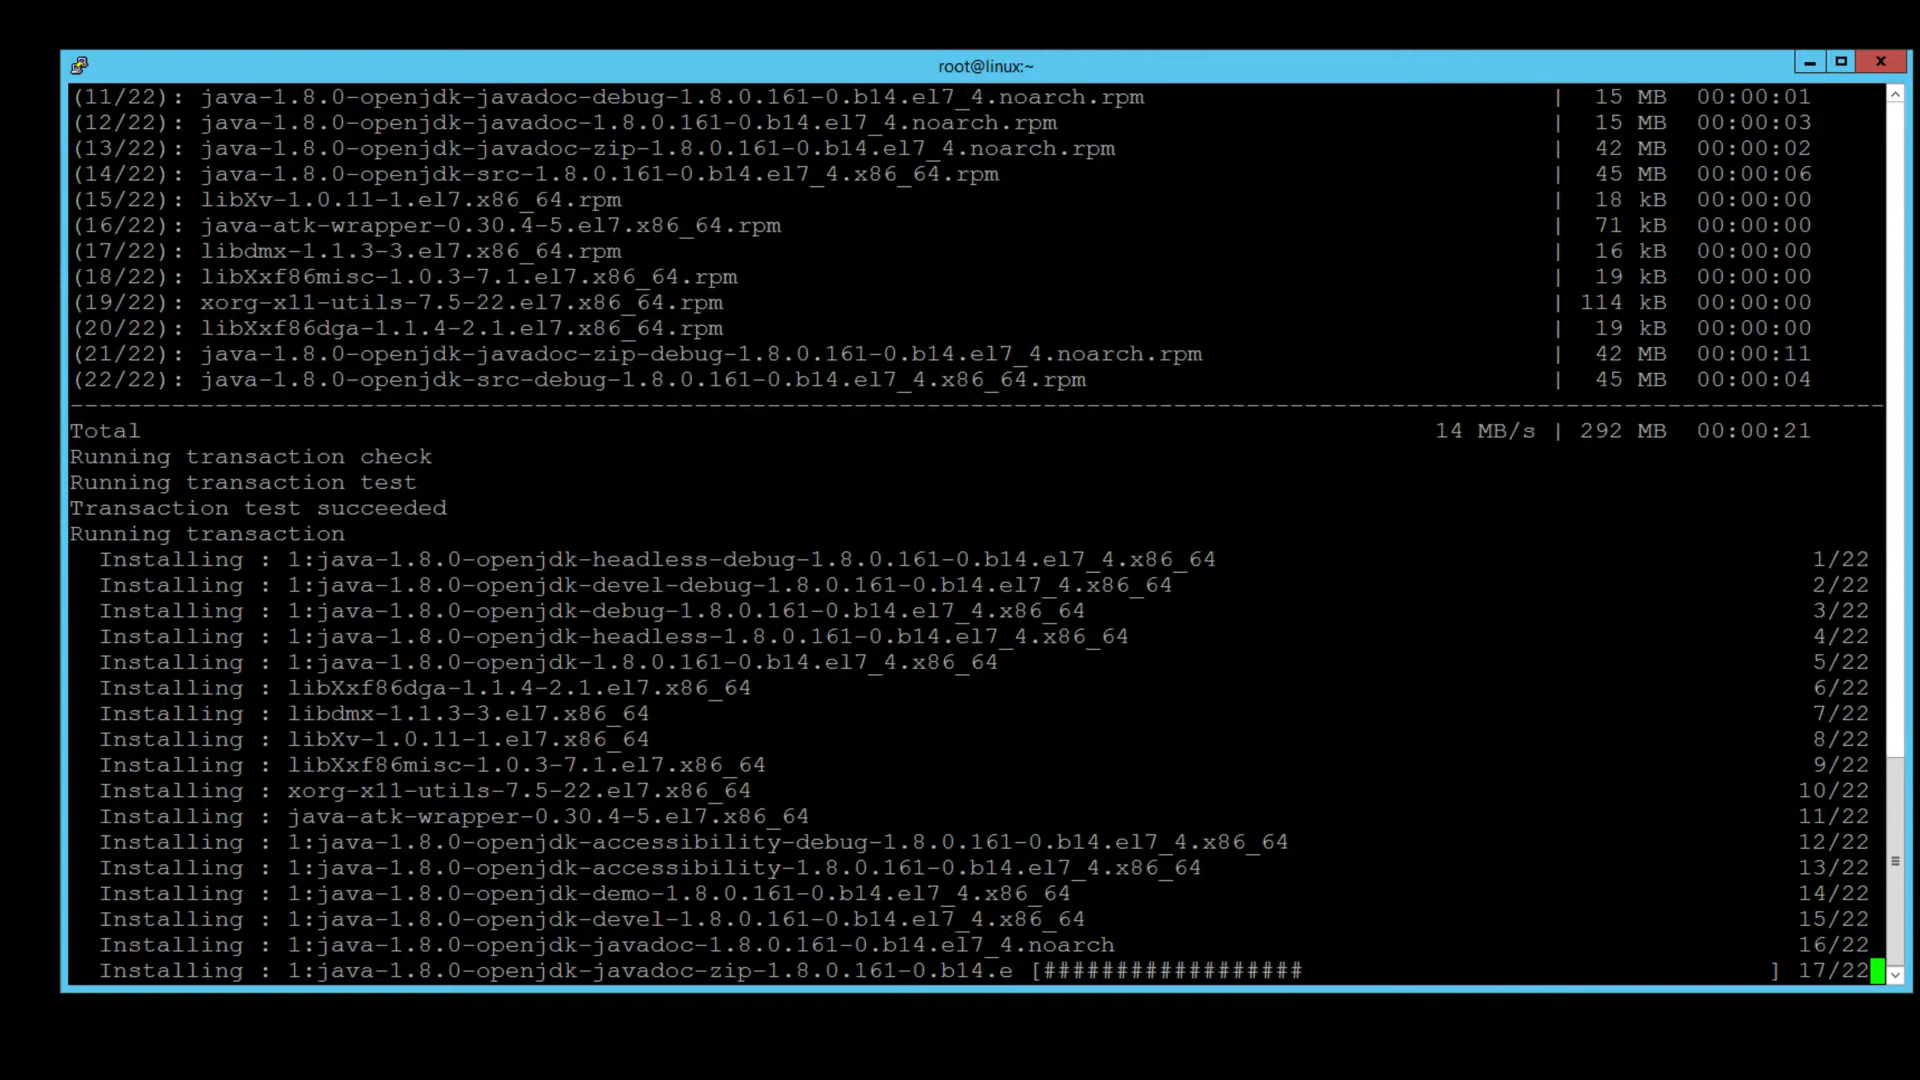 root@linux:~
(11/22): java-1.8.0-openjdk-javadoc-debug-1.8.0.161-0.b14.el7_4.noarch.rpm | 15 MB 00:00:01
(12/22): java-1.8.0-openjdk-javadoc-1.8.0.161-0.b14.el7_4.noarch.rpm | 15 MB 00:00:03
(13/22): java-1.8.0-openjdk-javadoc-zip-1.8.0.161-0.b14.el7_4.noarch.rpm | 42 MB 00:00:02
(14/22): java-1.8.0-openjdk-src-1.8.0.161-0.b14.el7_4.x86_64.rpm | 45 MB 00:00:06
(15/22): libXv-1.0.11-1.el7.x86_64.rpm | 18 kB 00:00:00
(16/22): java-atk-wrapper-0.30.4-5.el7.x86_64.rpm | 71 kB 00:00:00
(17/22): libdmx-1.1.3-3.el7.x86_64.rpm | 16 kB 00:00:00
(18/22): libXxf86misc-1.0.3-7.1.el7.x86_64.rpm | 19 kB 00:00:00
(19/22): xorg-x11-utils-7.5-22.el7.x86_64.rpm | 114 kB 00:00:00
(20/22): libXxf86dga-1.1.4-2.1.el7.x86_64.rpm | 19 kB 00:00:00
(21/22): java-1.8.0-openjdk-javadoc-zip-debug-1.8.0.161-0.b14.el7_4.noarch.rpm | 42 MB 00:00:11
(22/22): java-1.8.0-openjdk-src-debug-1.8.0.161-0.b14.el7_4.x86_64.rpm | 45 MB 00:00:04
-----------------------------------------------------------------------------------------------------------------------------
Total 14 MB/s | 292 MB 00:00:21
Running transaction check
Running transaction test
Transaction test succeeded
Running transaction
Installing : 1:java-1.8.0-openjdk-headless-debug-1.8.0.161-0.b14.el7_4.x86_64 1/22
Installing : 1:java-1.8.0-openjdk-devel-debug-1.8.0.161-0.b14.el7_4.x86_64 2/22
Installing : 1:java-1.8.0-openjdk-debug-1.8.0.161-0.b14.el7_4.x86_64 3/22
Installing : 1:java-1.8.0-openjdk-headless-1.8.0.161-0.b14.el7_4.x86_64 4/22
Installing : 1:java-1.8.0-openjdk-1.8.0.161-0.b14.el7_4.x86_64 5/22
Installing : libXxf86dga-1.1.4-2.1.el7.x86_64 6/22
Installing : libdmx-1.1.3-3.el7.x86_64 7/22
Installing : libXv-1.0.11-1.el7.x86_64 8/22
Installing : libXxf86misc-1.0.3-7.1.el7.x86_64 9/22
Installing : xorg-x11-utils-7.5-22.el7.x86_64 10/22
Installing : java-atk-wrapper-0.30.4-5.el7.x86_64 11/22
Installing : 1:java-1.8.0-openjdk-accessibility-debug-1.8.0.161-0.b14.el7_4.x86_64 12/22
Installing : 1:java-1.8.0-openjdk-accessibility-1.8.0.161-0.b14.el7_4.x86_64 13/22
Installing : 1:java-1.8.0-openjdk-demo-1.8.0.161-0.b14.el7_4.x86_64 14/22
Installing : 1:java-1.8.0-openjdk-devel-1.8.0.161-0.b14.el7_4.x86_64 15/22
Installing : 1:java-1.8.0-openjdk-javadoc-1.8.0.161-0.b14.el7_4.noarch 16/22
Installing : 1:java-1.8.0-openjdk-javadoc-zip-1.8.0.161-0.b14.e [################## ] 17/22